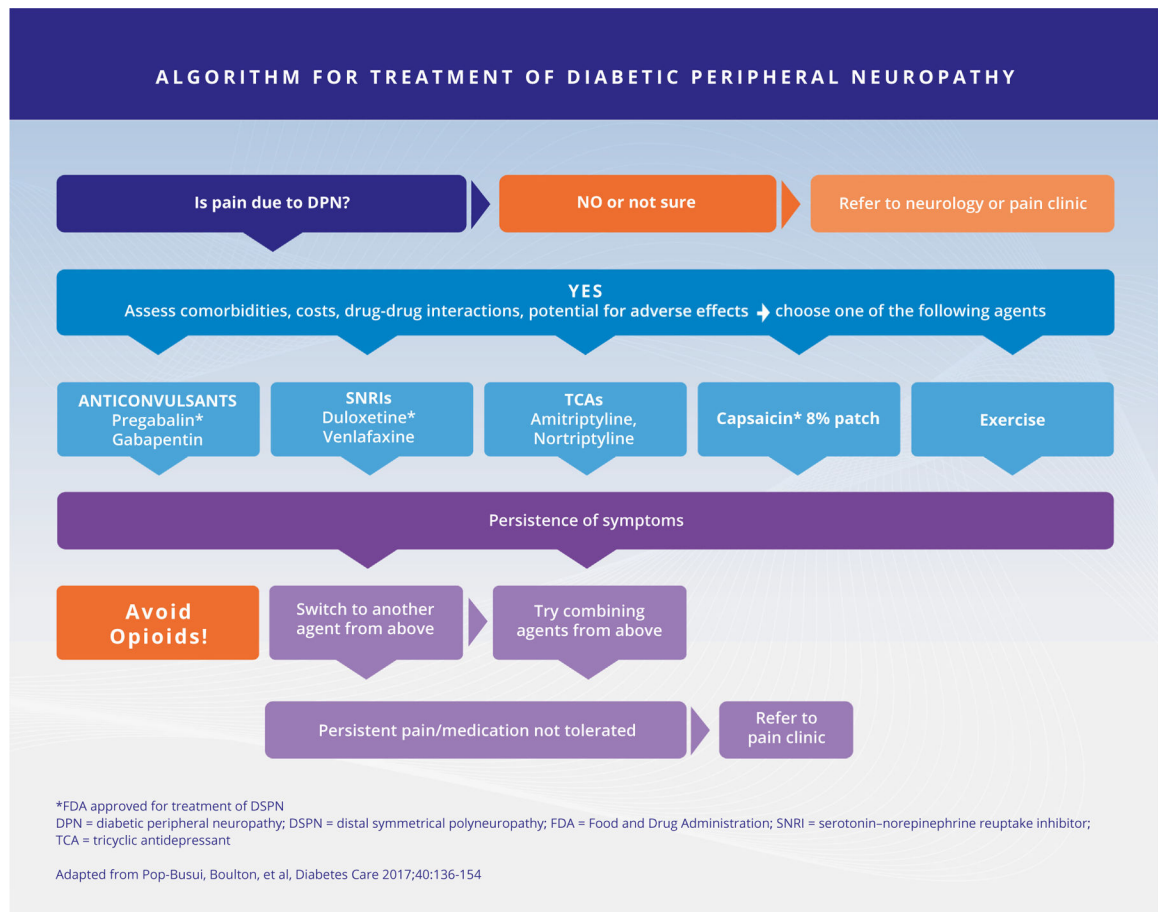 ALGORITHM FOR TREATMENT OF DIABETIC PERIPHERAL NEUROPATHY
Is pain due to DPN?
NO or not sure
Refer to neurology or pain clinic
YES
Assess comorbidities, costs, drug-drug interactions, potential for adverse effects → choose one of the following agents
ANTICONVULSANTS
Pregabalin*
Gabapentin
SNRIs
Duloxetine*
Venlafaxine
TCAs
Amitriptyline,
Nortriptyline
Capsaicin* 8% patch
Exercise
Persistence of symptoms
Avoid
Opioids!
Switch to another
agent from above
Try combining
agents from above
Persistent pain/medication not tolerated
Refer to
pain clinic
*FDA approved for treatment of DSPN
DPN = diabetic peripheral neuropathy; DSPN = distal symmetrical polyneuropathy; FDA = Food and Drug Administration; SNRI = serotonin–norepinephrine reuptake inhibitor;
TCA = tricyclic antidepressant
Adapted from Pop-Busui, Boulton, et al, Diabetes Care 2017;40:136-154